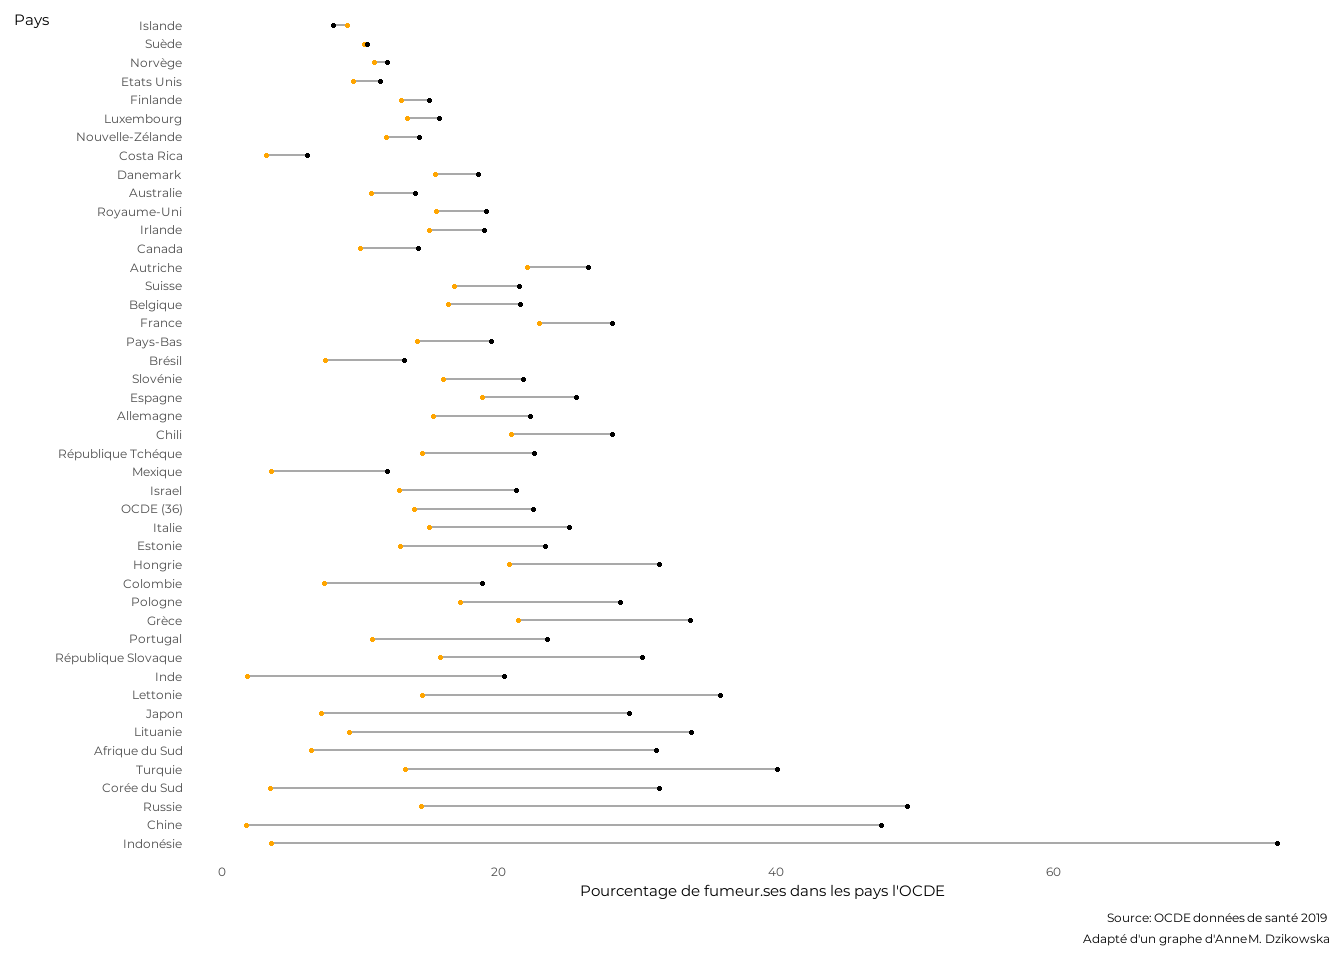 Pays
Islande
Suède
Norvège
Etats Unis
Finlande
Luxembourg
Nouvelle-Zélande
Costa Rica
Danemark
Australie
Royaume-Uni
Irlande
Canada
Autriche
Suisse
Belgique
France
Pays-Bas
Brésil
Slovénie
Espagne
Allemagne
Chili
République Tchéque
Mexique
Israel
OCDE (36)
Italie
Estonie
Hongrie
Colombie
Pologne
Grèce
Portugal
République Slovaque
Inde
Lettonie
Japon
Lituanie
Afrique du Sud
Turquie
Corée du Sud
Russie
Chine
Indonésie
0 20 40 60
Pourcentage de fumeur.ses dans les pays l'OCDE
Source: OCDE données de santé 2019
Adapté d'un graphe d'Anne M. Dzikowska